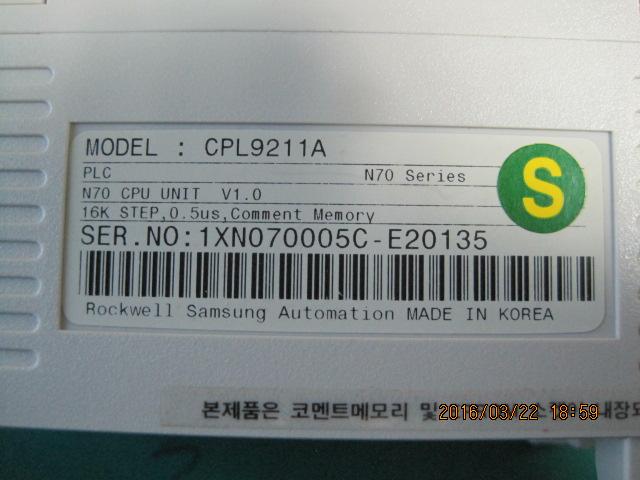 MODEL : CPL9211A
PLC N70 Series
N70 CPU UNIT V1.0
16K STEP,0.5us,Comment Memory
SER.NO:1XN070005C-E20135
S
Rockwell Samsung Automation MADE IN KOREA
본제품은 코멘트메모리 및
2016/03/22 18:59